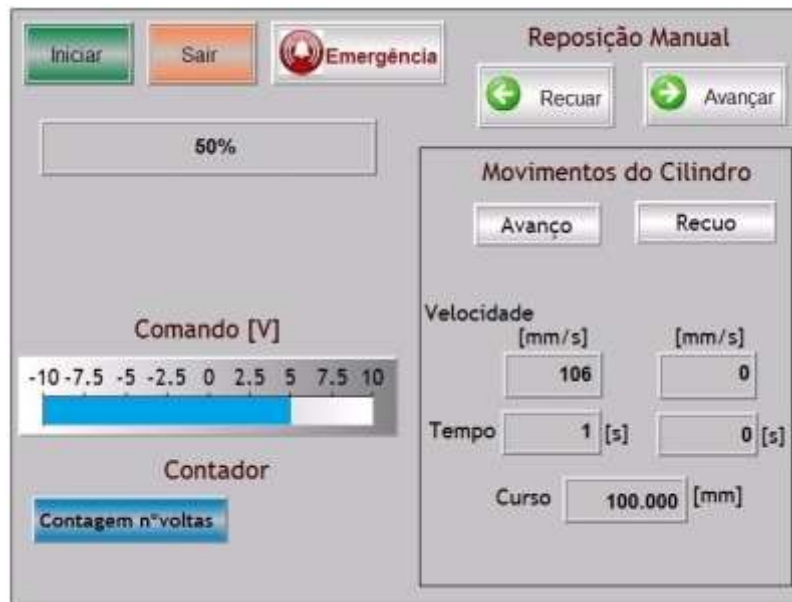 Iniciar
Sair
Emergência
Reposição Manual
Recuar
Avançar
50%
Movimentos do Cilindro
Avanço
Recuo
Comando [V]
-10 -7.5 -5 -2.5 0 2.5 5 7.5 10
Velocidade
[mm/s] [mm/s]
106 0
Tempo 1 [s] 0 [s]
Curso 100.000 [mm]
Contador
Contagem nºvoltas